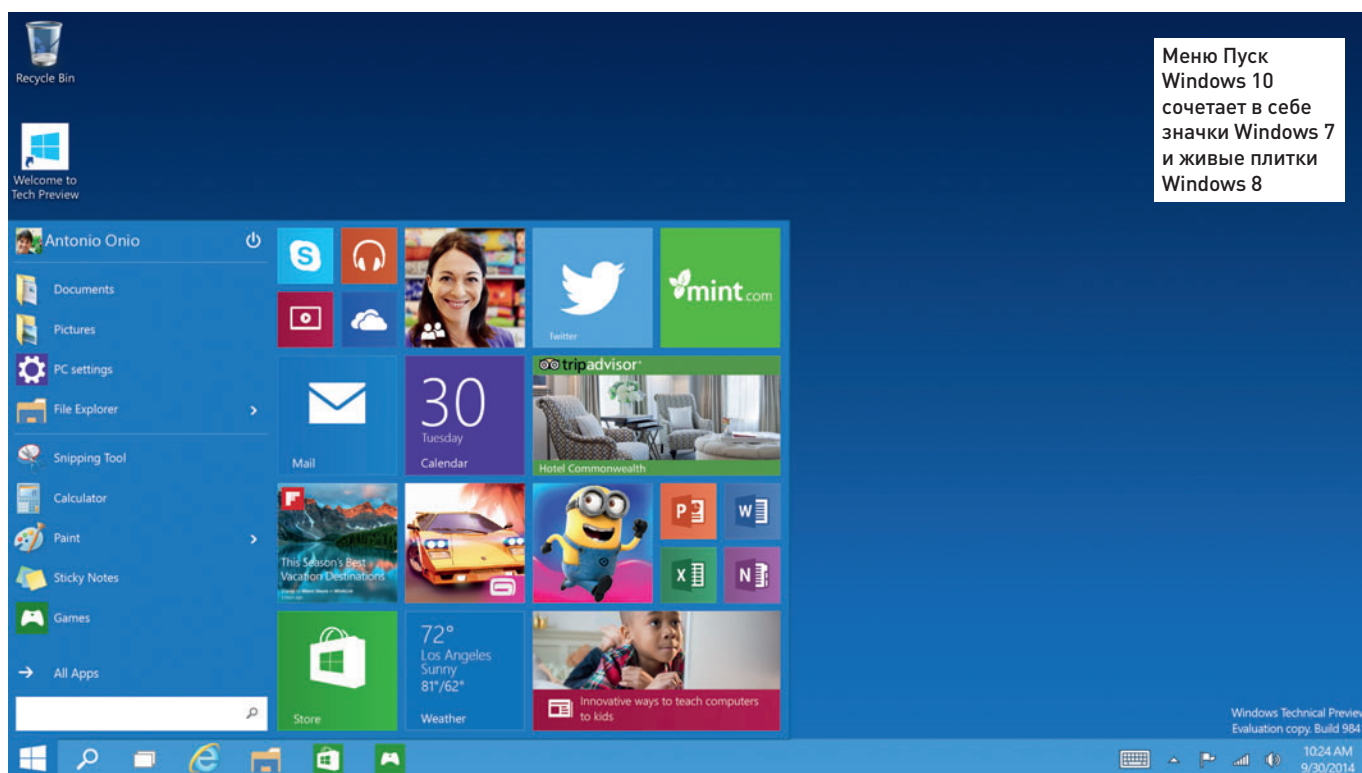 Recycle Bin
Welcome to
Tech Preview
Меню Пуск
Windows 10
сочетает в себе
значки Windows 7
и живые плитки
Windows 8
Antonio Onio
Documents
Pictures
PC settings
File Explorer
Snipping Tool
Calculator
Paint
Sticky Notes
Games
All Apps
S
Twitter
mint.com
Mail
30
Tuesday
Calendar
tripadvisor
Hotel Commonwealth
This Season's Best
Vacation Destinations
P
W
X
N
Store
72°
Los Angeles
Sunny
81°/62°
Weather
Innovative ways to teach computers
to kids
Windows Technical Preview
Evaluation copy. Build 984
10:24 AM
9/30/2014